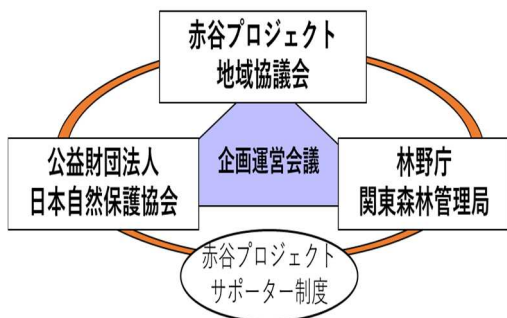 赤谷プロジェクト
地域協議会
公益財団法人
日本自然保護協会
企画運営会議
林野庁
関東森林管理局
赤谷プロジェクト
サポーター制度